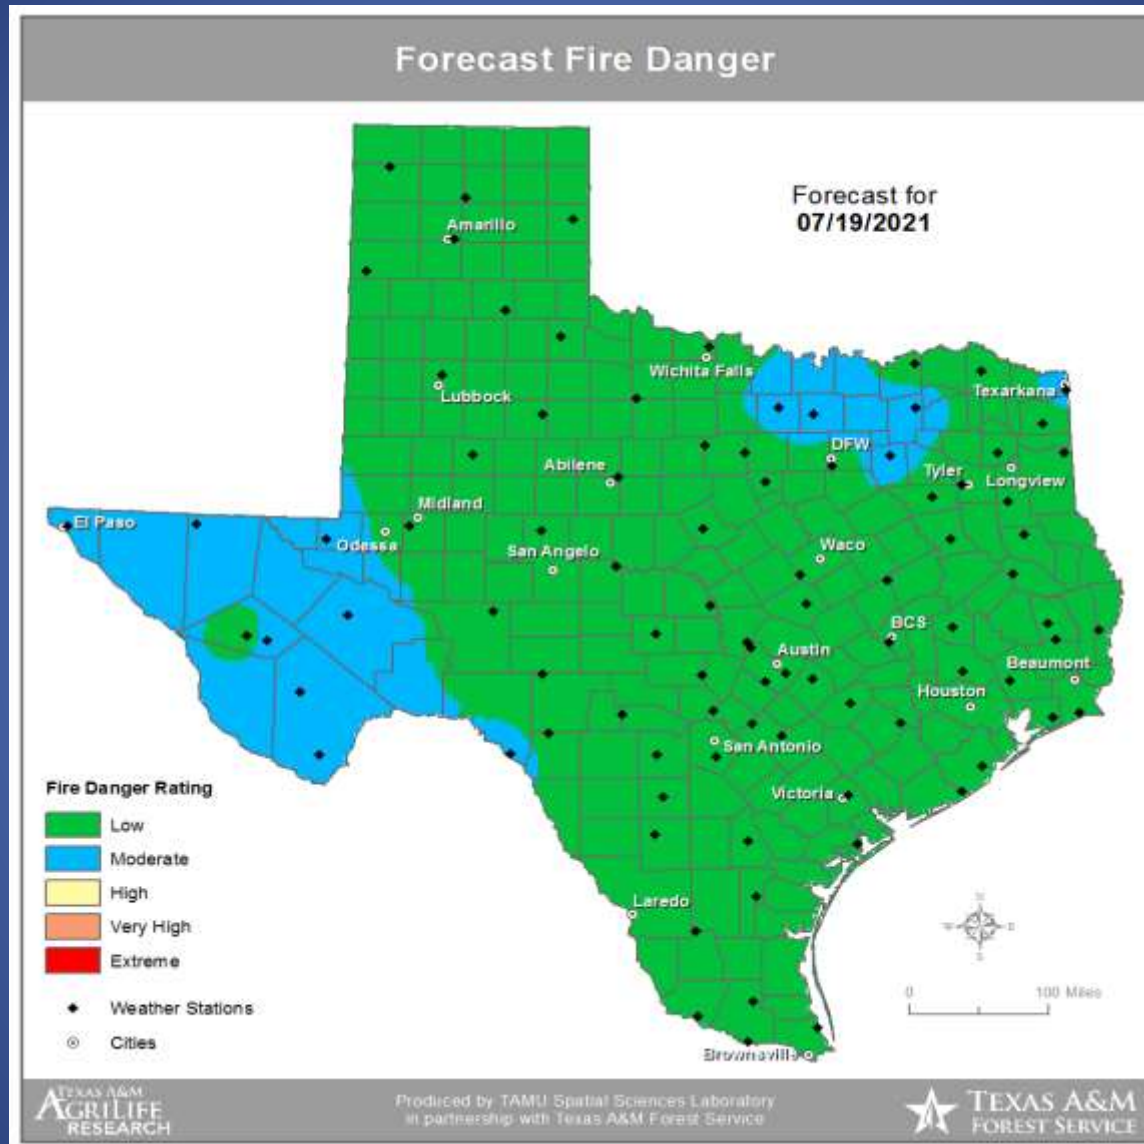 Forecast Fire Danger
Forecast for
07/19/2021
Amarillo
Wichita Falls
Lubbock
Texarkana
DFW
Abilene
Tyler
Longview
Midland
El Paso
Odessa
San Angelo
Waco
BCS
Austin
Beaumont
Houston
San Antonio
Victoria
Laredo
Brownsville
Fire Danger Rating
Low
Moderate
High
Very High
Extreme
Weather Stations
Cities
N
W
E
S
0 100 Miles
TEXAS A&M
AGRILIFE
RESEARCH
Produced by TAMU Spatial Sciences Laboratory
in partnership with Texas A&M Forest Service
TEXAS A&M
FOREST SERVICE